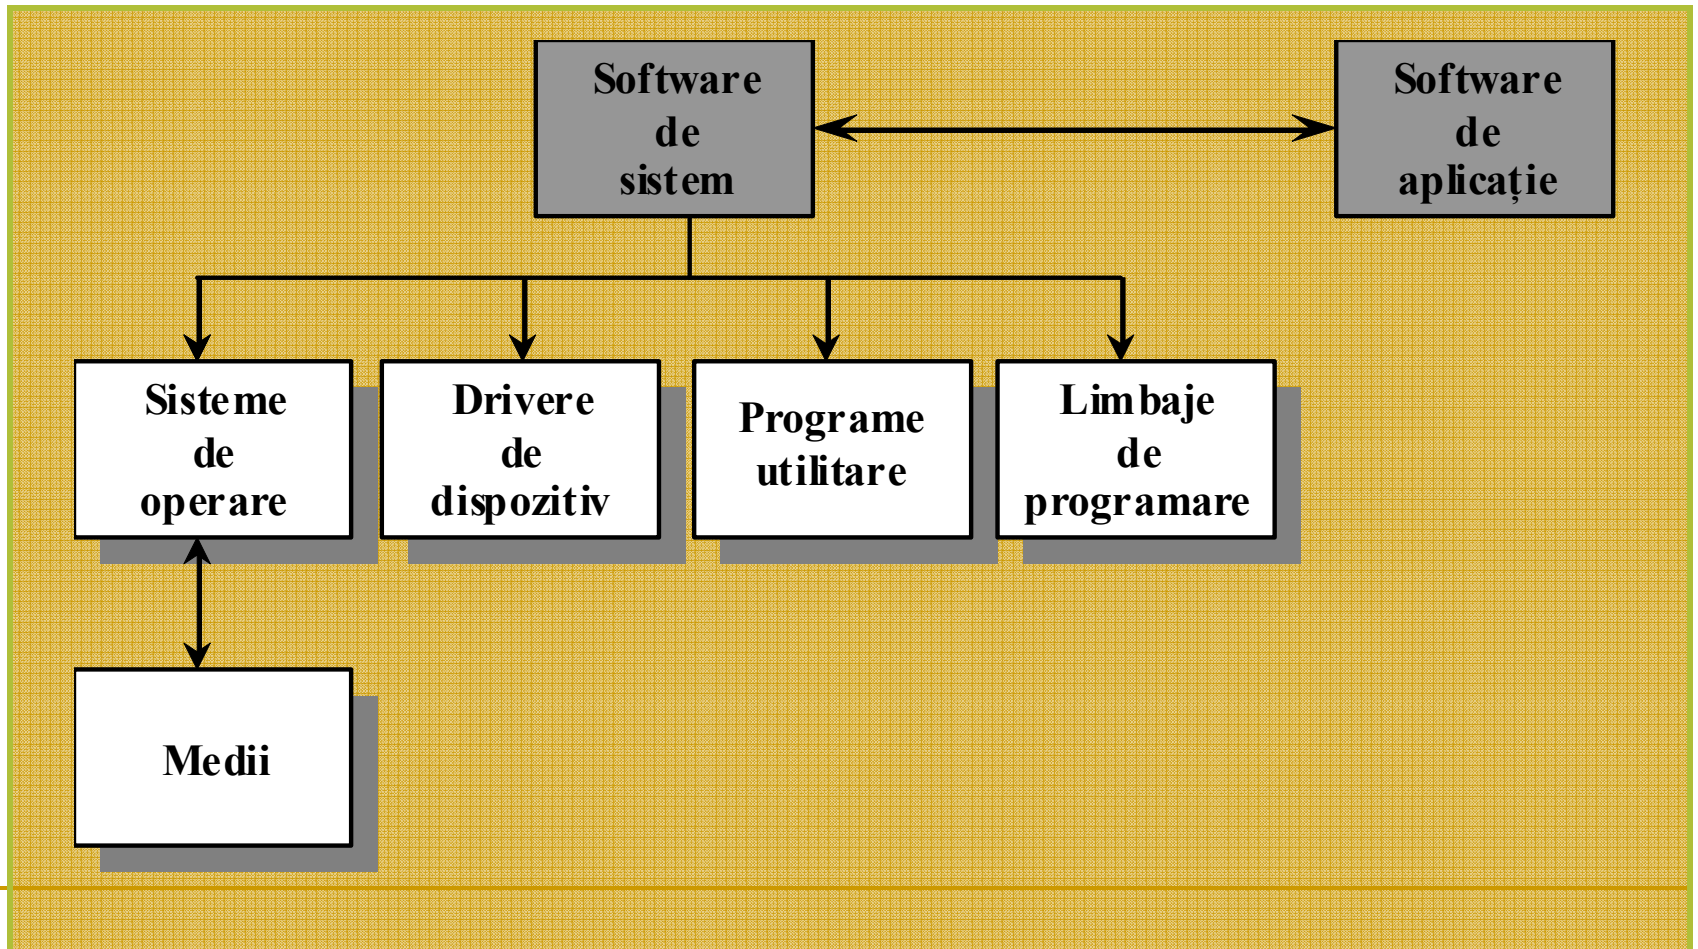 Software
de
sistem
Software
de
aplicație
Sisteme
de
operare
Drivere
de
dispozitiv
Programe
utilitare
Limbaje
de
programare
Medii